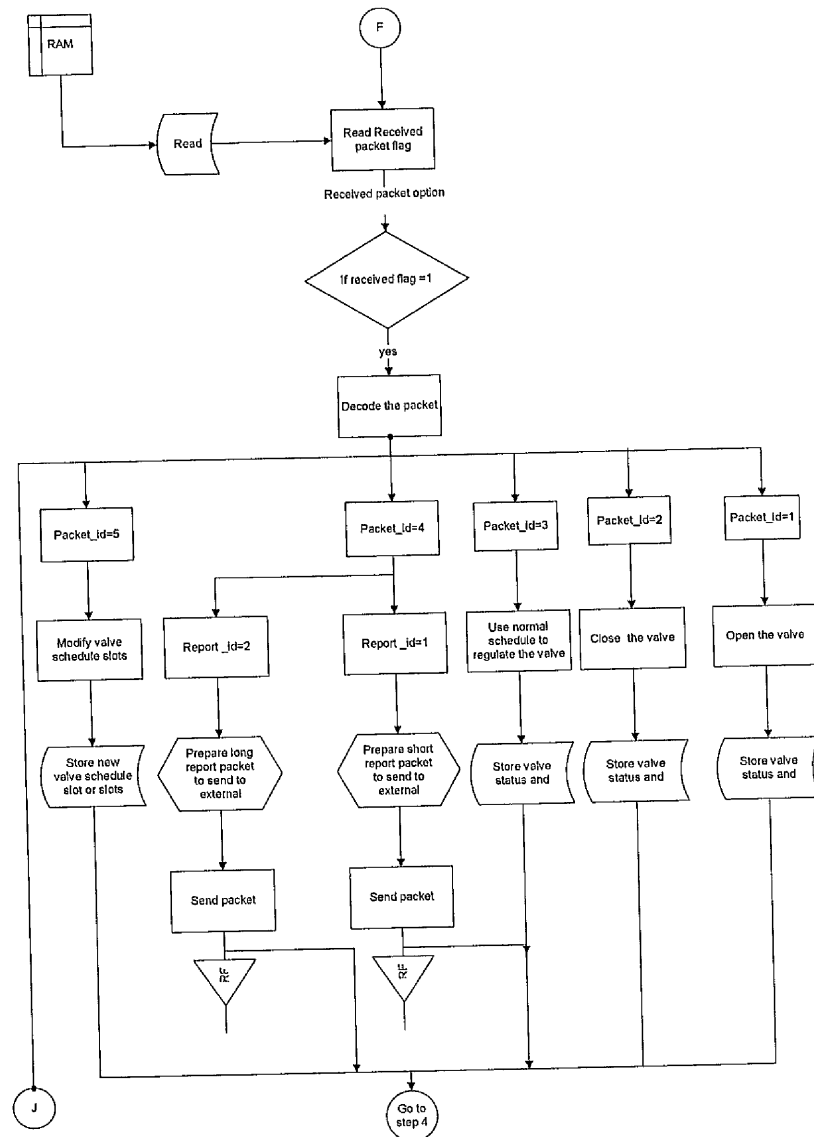 RAM
F
Read
Read Received
packet flag
Received packet option
If received flag =1
yes
Decode the packet
Packet_id=5
Packet_id=4
Packet_id=3
Packet_id=2
Packet_id=1
Modify valve
schedule slots
Report _id=2
Report _id=1
Use normal
schedule to
regulate the valve
Close the valve
Open the valve
Store new
valve schedule
slot or slots
Prepare long
report packet
to send to
external
Prepare short
report packet
to send to
external
Store valve
status and
Store valve
status and
Store valve
status and
Send packet
Send packet
RF
RF
J
Go to
step 4